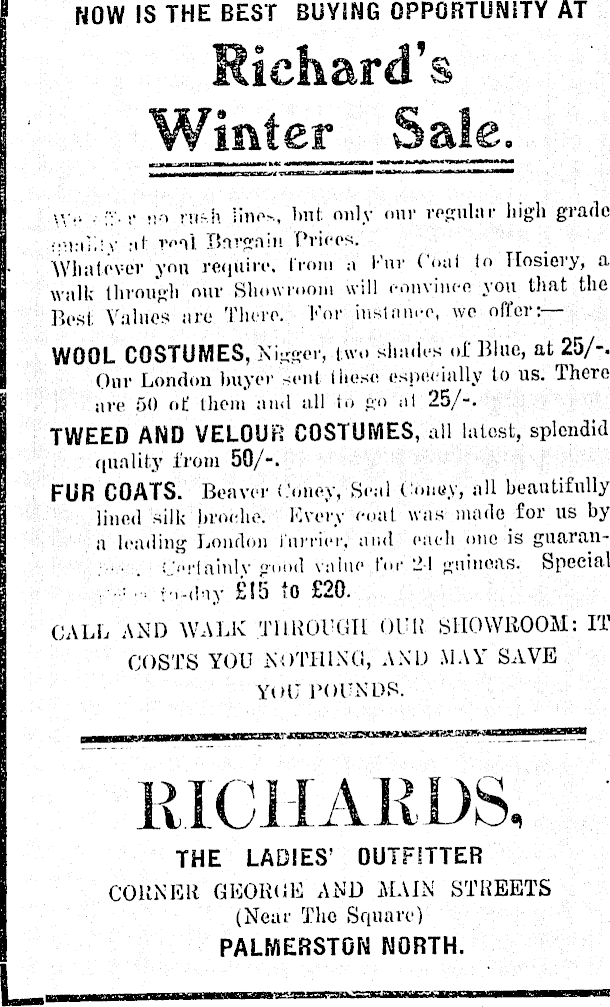 NOW IS THE BEST BUYING OPPORTUNITY AT
Richard's
Winter Sale.
We offer no rush lines, but only our regular high grade
quality at real Bargain Prices.
Whatever you require, from a Fur Coat to Hosiery, a
walk through our Showroom will convince you that the
Best Values are There. For instance, we offer:—
WOOL COSTUMES, Nigger, two shades of Blue, at 25/-.
Our London buyer sent these especially to us. There
are 50 of them and all to go at 25/-.
TWEED AND VELOUR COSTUMES, all latest, splendid
quality from 50/-.
FUR COATS. Beaver Coney, Seal Coney, all beautifully
lined silk broche. Every coat was made for us by
a leading London furrier, and each one is guaran-
Certainly good value for 24 guineas. Special
to-day £15 to £20.
CALL AND WALK THROUGH OUR SHOWROOM: IT
COSTS YOU NOTHING, AND MAY SAVE
YOU POUNDS.
RICHARDS,
THE LADIES' OUTFITTER
CORNER GEORGE AND MAIN STREETS
(Near The Square)
PALMERSTON NORTH.